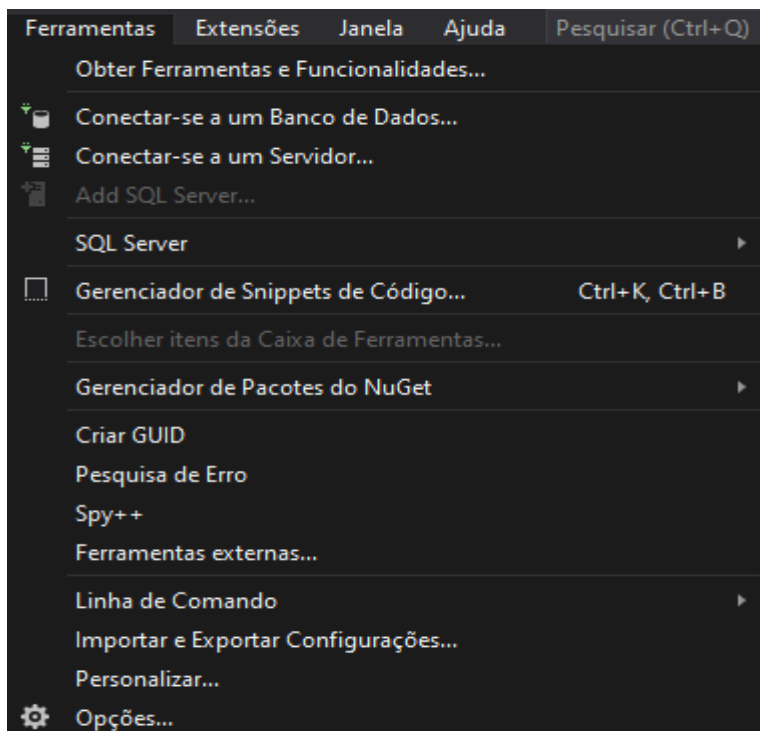 Ferramentas Extensões Janela Ajuda Pesquisar (Ctrl+Q)
Obter Ferramentas e Funcionalidades...
Conectar-se a um Banco de Dados...
Conectar-se a um Servidor...
Add SQL Server...
SQL Server
Gerenciador de Snippets de Código... Ctrl+K, Ctrl+B
Escolher itens da Caixa de Ferramentas...
Gerenciador de Pacotes do NuGet
Criar GUID
Pesquisa de Erro
Spy++
Ferramentas externas...
Linha de Comando
Importar e Exportar Configurações...
Personalizar...
Opções...